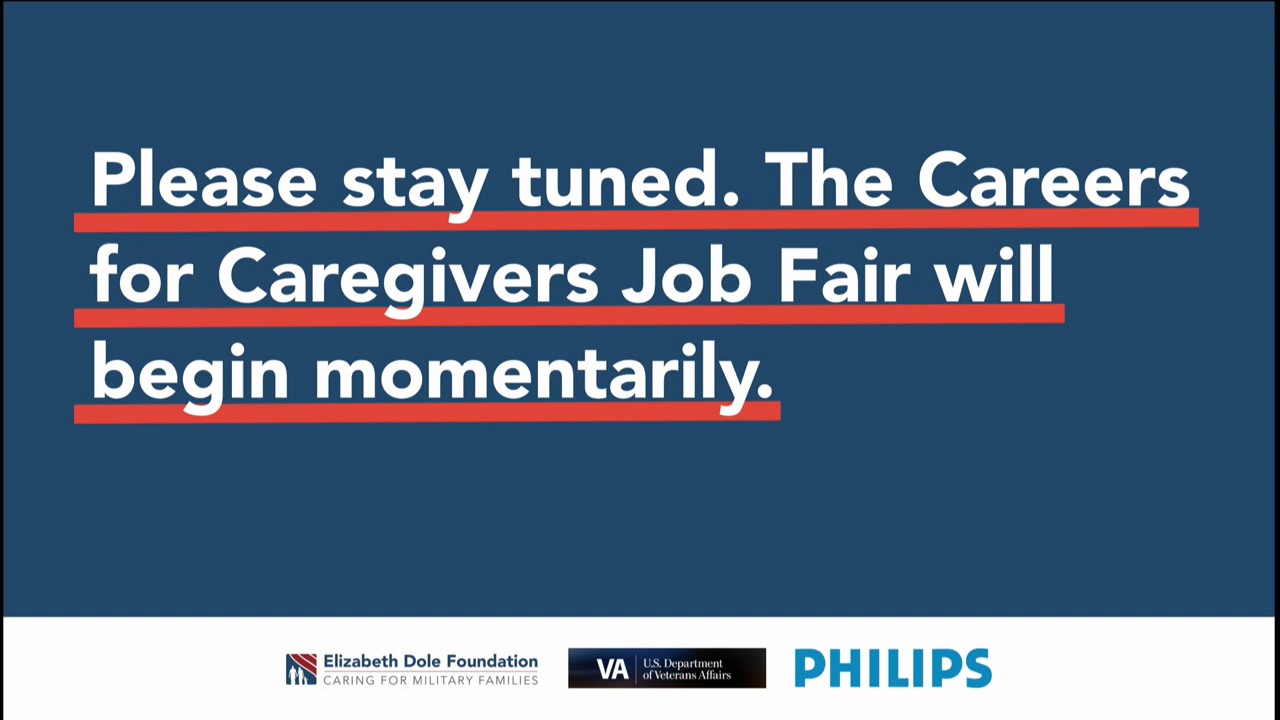 Please stay tuned. The Careers
for Caregivers Job Fair will
begin momentarily.
Elizabeth Dole Foundation
CARING FOR MILITARY FAMILIES
VA
U.S. Department
of Veterans Affairs
PHILIPS